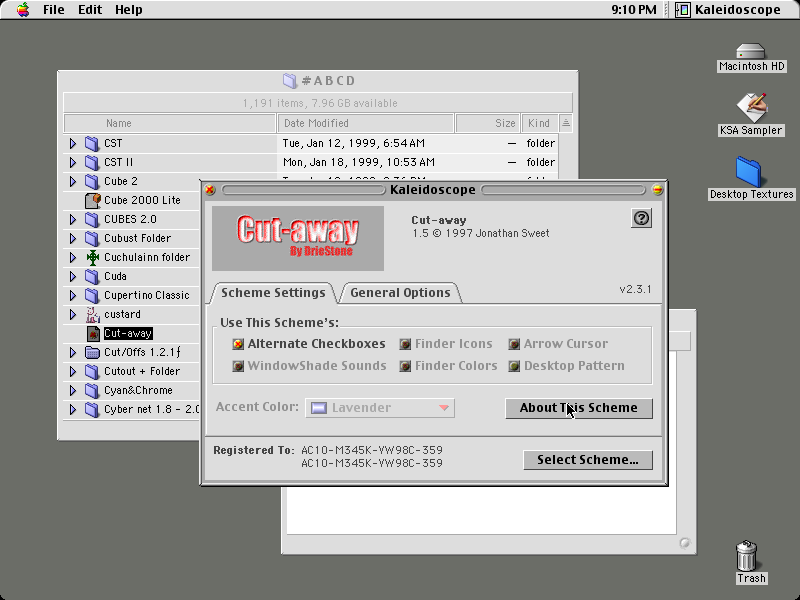 File Edit Help 9:10 PM Kaleidoscope
Macintosh HD
KSA Sampler
Desktop Textures
Trash
#ABCD
1,191 items, 7.96 GB available
Name Date Modified Size Kind
CST Tue, Jan 12, 1999, 6:54 AM — folder
CST II Mon, Jan 18, 1999, 10:53 AM — folder
Cube 2
Cube 2000 Lite
CUBES 2.0
Cubust Folder
Cuchulainn folder
Cuda
Cupertino Classic
custard
Cut-away
Cut/Offs 1.2.1ƒ
Cutout + Folder
Cyan&Chrome
Cyber net 1.8 - 2.0
Kaleidoscope
Cut-away
By DrieStone
Cut-away
1.5 © 1997 Jonathan Sweet
?
v2.3.1
Scheme Settings General Options
Use This Scheme's:
Alternate Checkboxes Finder Icons Arrow Cursor
WindowShade Sounds Finder Colors Desktop Pattern
Accent Color: Lavender About This Scheme
Registered To: AC10-M345K-YW98C-359
AC10-M345K-YW98C-359
Select Scheme...